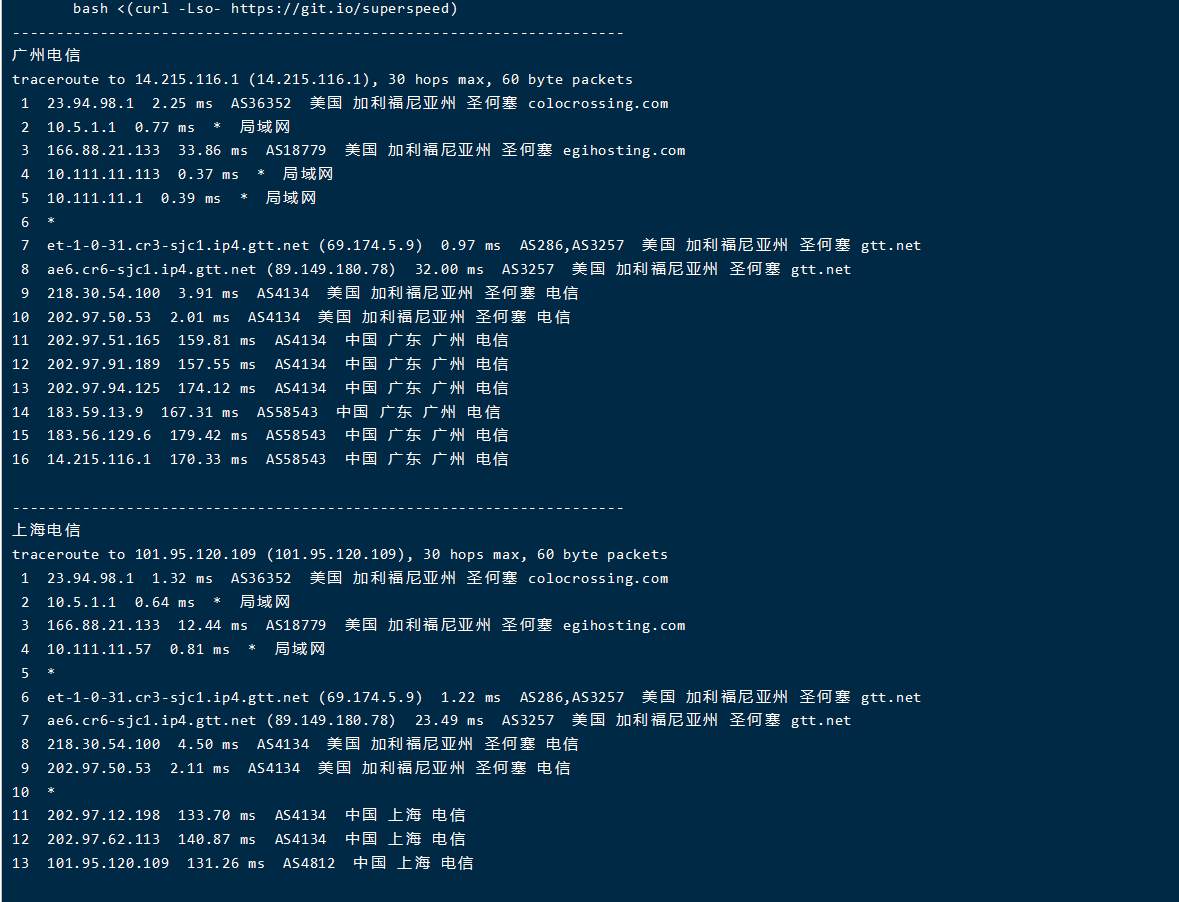 bash <(curl -Lso- https://git.io/superspeed)
----------------------------------------------------------------------
广州电信
traceroute to 14.215.116.1 (14.215.116.1), 30 hops max, 60 byte packets
1 23.94.98.1 2.25 ms AS36352 美国 加利福尼亚州 圣何塞 colocrossing.com
2 10.5.1.1 0.77 ms * 局域网
3 166.88.21.133 33.86 ms AS18779 美国 加利福尼亚州 圣何塞 egihosting.com
4 10.111.11.113 0.37 ms * 局域网
5 10.111.11.1 0.39 ms * 局域网
6 *
7 et-1-0-31.cr3-sjc1.ip4.gtt.net (69.174.5.9) 0.97 ms AS286,AS3257 美国 加利福尼亚州 圣何塞 gtt.net
8 ae6.cr6-sjc1.ip4.gtt.net (89.149.180.78) 32.00 ms AS3257 美国 加利福尼亚州 圣何塞 gtt.net
9 218.30.54.100 3.91 ms AS4134 美国 加利福尼亚州 圣何塞 电信
10 202.97.50.53 2.01 ms AS4134 美国 加利福尼亚州 圣何塞 电信
11 202.97.51.165 159.81 ms AS4134 中国 广东 广州 电信
12 202.97.91.189 157.55 ms AS4134 中国 广东 广州 电信
13 202.97.94.125 174.12 ms AS4134 中国 广东 广州 电信
14 183.59.13.9 167.31 ms AS58543 中国 广东 广州 电信
15 183.56.129.6 179.42 ms AS58543 中国 广东 广州 电信
16 14.215.116.1 170.33 ms AS58543 中国 广东 广州 电信
----------------------------------------------------------------------
上海电信
traceroute to 101.95.120.109 (101.95.120.109), 30 hops max, 60 byte packets
1 23.94.98.1 1.32 ms AS36352 美国 加利福尼亚州 圣何塞 colocrossing.com
2 10.5.1.1 0.64 ms * 局域网
3 166.88.21.133 12.44 ms AS18779 美国 加利福尼亚州 圣何塞 egihosting.com
4 10.111.11.57 0.81 ms * 局域网
5 *
6 et-1-0-31.cr3-sjc1.ip4.gtt.net (69.174.5.9) 1.22 ms AS286,AS3257 美国 加利福尼亚州 圣何塞 gtt.net
7 ae6.cr6-sjc1.ip4.gtt.net (89.149.180.78) 23.49 ms AS3257 美国 加利福尼亚州 圣何塞 gtt.net
8 218.30.54.100 4.50 ms AS4134 美国 加利福尼亚州 圣何塞 电信
9 202.97.50.53 2.11 ms AS4134 美国 加利福尼亚州 圣何塞 电信
10 *
11 202.97.12.198 133.70 ms AS4134 中国 上海 电信
12 202.97.62.113 140.87 ms AS4134 中国 上海 电信
13 101.95.120.109 131.26 ms AS4812 中国 上海 电信